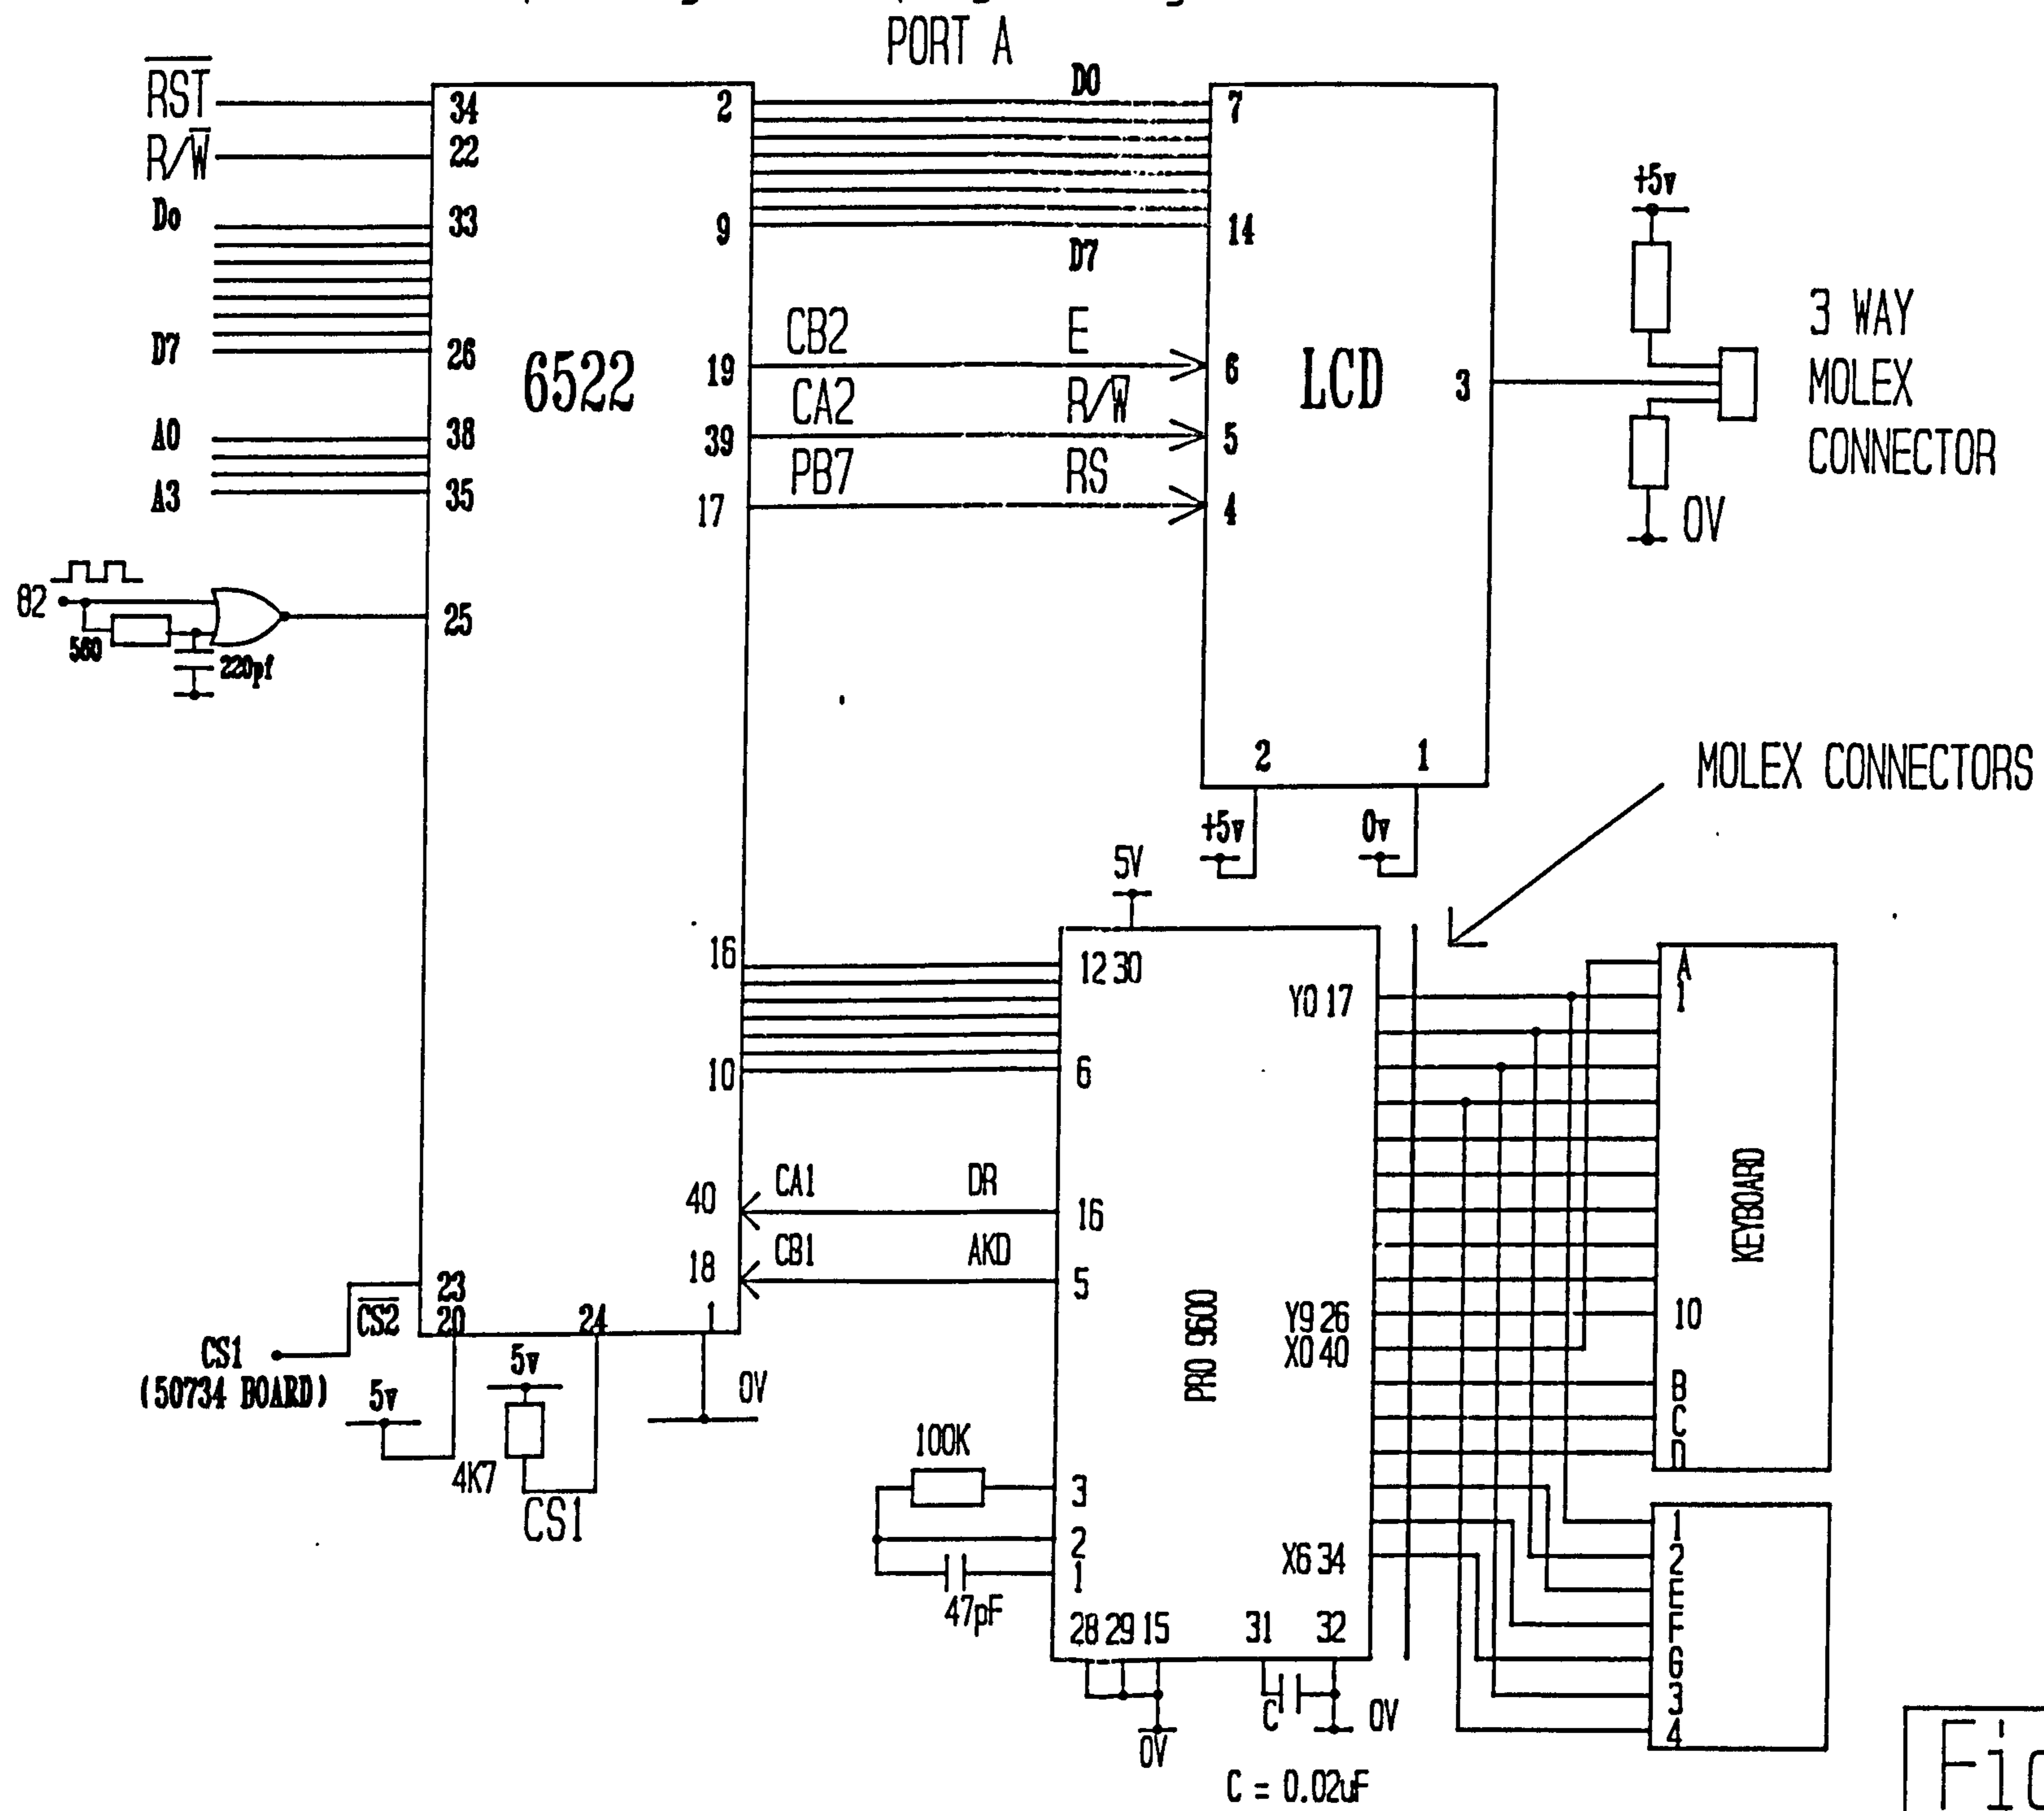 PORT A
RST
R/W
D0
D7
A0
A3
82
560
220pf
34
22
33
26
38
35
25
6522
2
9
19
39
17
D0
D7
CB2 E
CA2 R/W
PB7 RS
7
14
6
5
4
LCD
3
2
1
+5v
0v
+5v
0V
3 WAY
MOLEX
CONNECTOR
MOLEX CONNECTORS
16
10
40
18
CA1 DR
CB1 AKD
23
CS2
20
24
1
CS1
(50734 BOARD)
5v
5v
4K7
CS1
0V
5V
12 30
6
16
5
PRO 9600
Y0 17
Y9 26
X0 40
X6 34
100K
3
2
1
47pF
28 29 15
31 32
0V
C
0V
C = 0.02uF
A
1
KEYBOARD
10
B
C
D
1
2
E
F
G
3
4